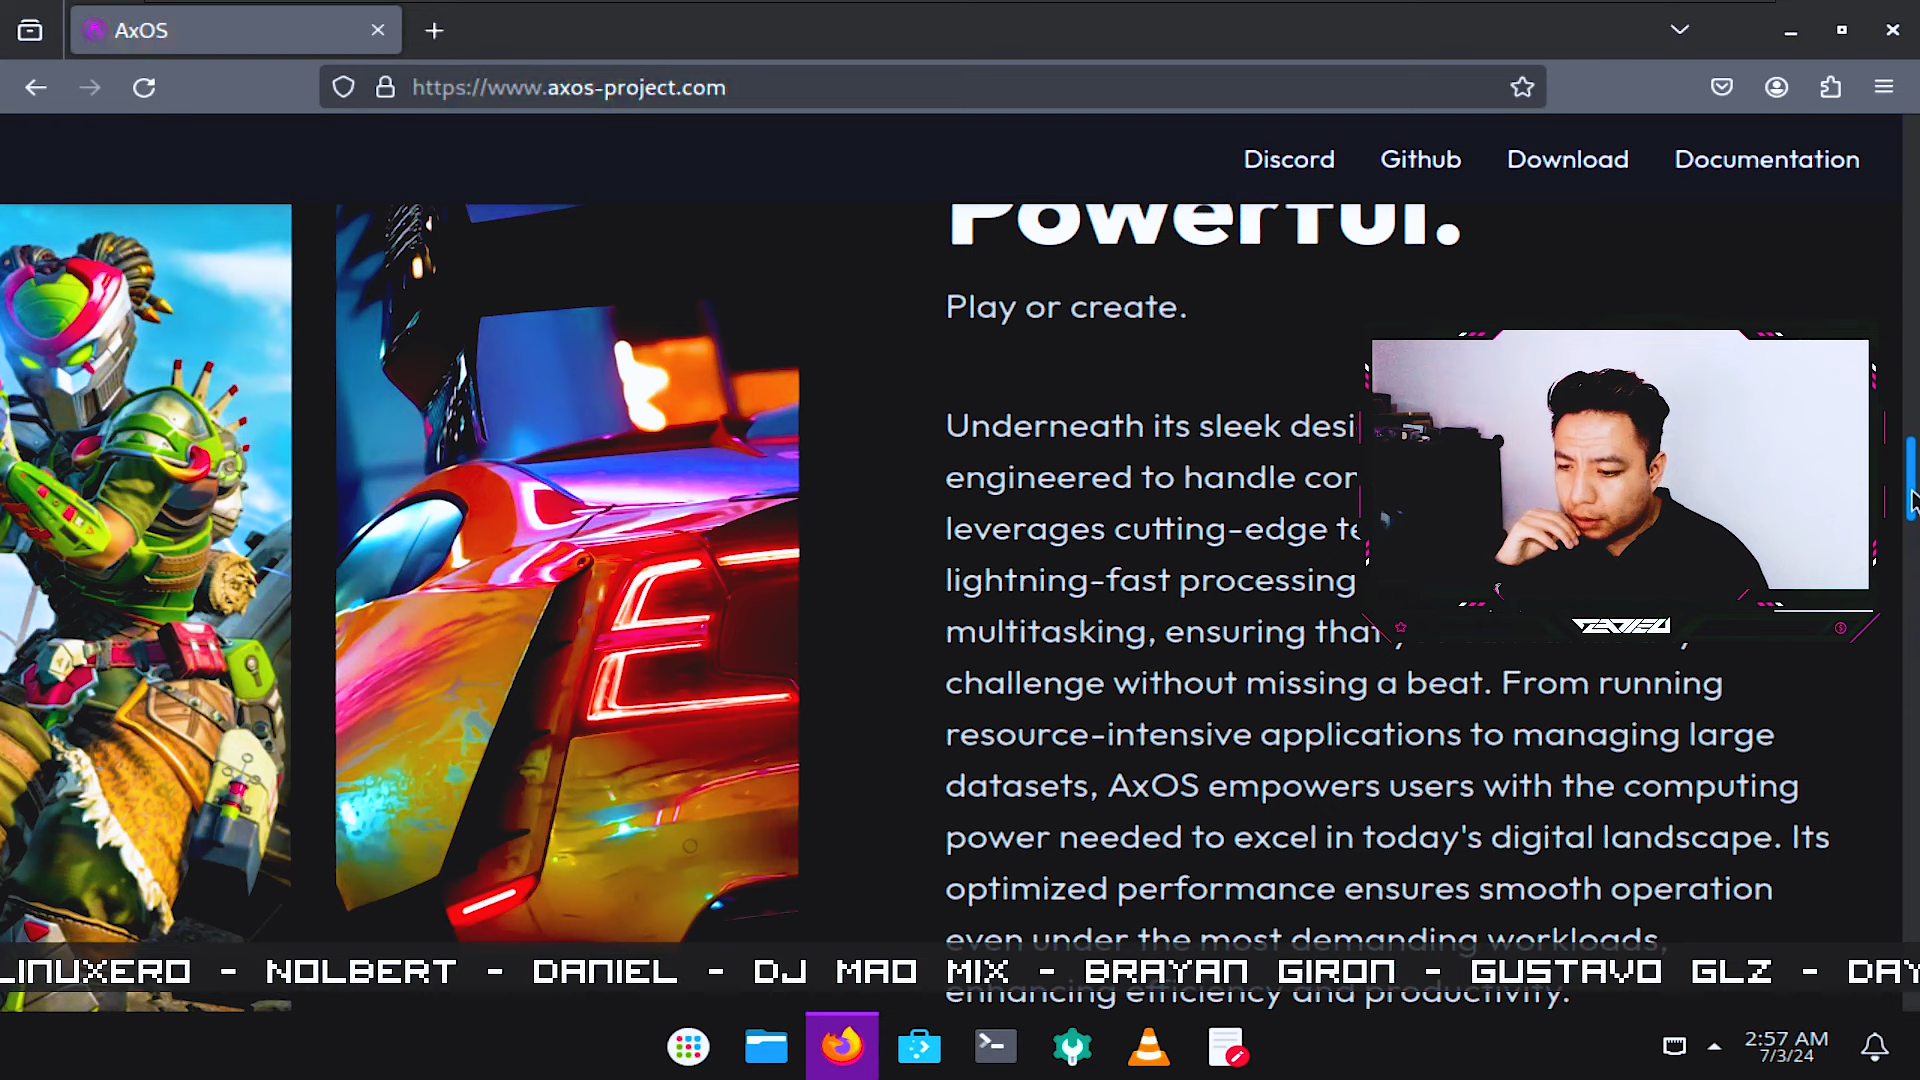 AxOS
https://www.axos-project.com
Discord Github Download Documentation
Powerful.
Play or create.
Underneath its sleek desi
engineered to handle cor
leverages cutting-edge te
lightning-fast processing
multitasking, ensuring that
challenge without missing a beat. From running
resource-intensive applications to managing large
datasets, AxOS empowers users with the computing
power needed to excel in today's digital landscape. Its
optimized performance ensures smooth operation
even under the most demanding workloads,
LINUXERO - NOLBERT - DANIEL - DJ MAO MIX - BRAYAN GIRON - GUSTAVO GLZ - DAY
enhancing efficiency and productivity.
2:57 AM
7/3/24